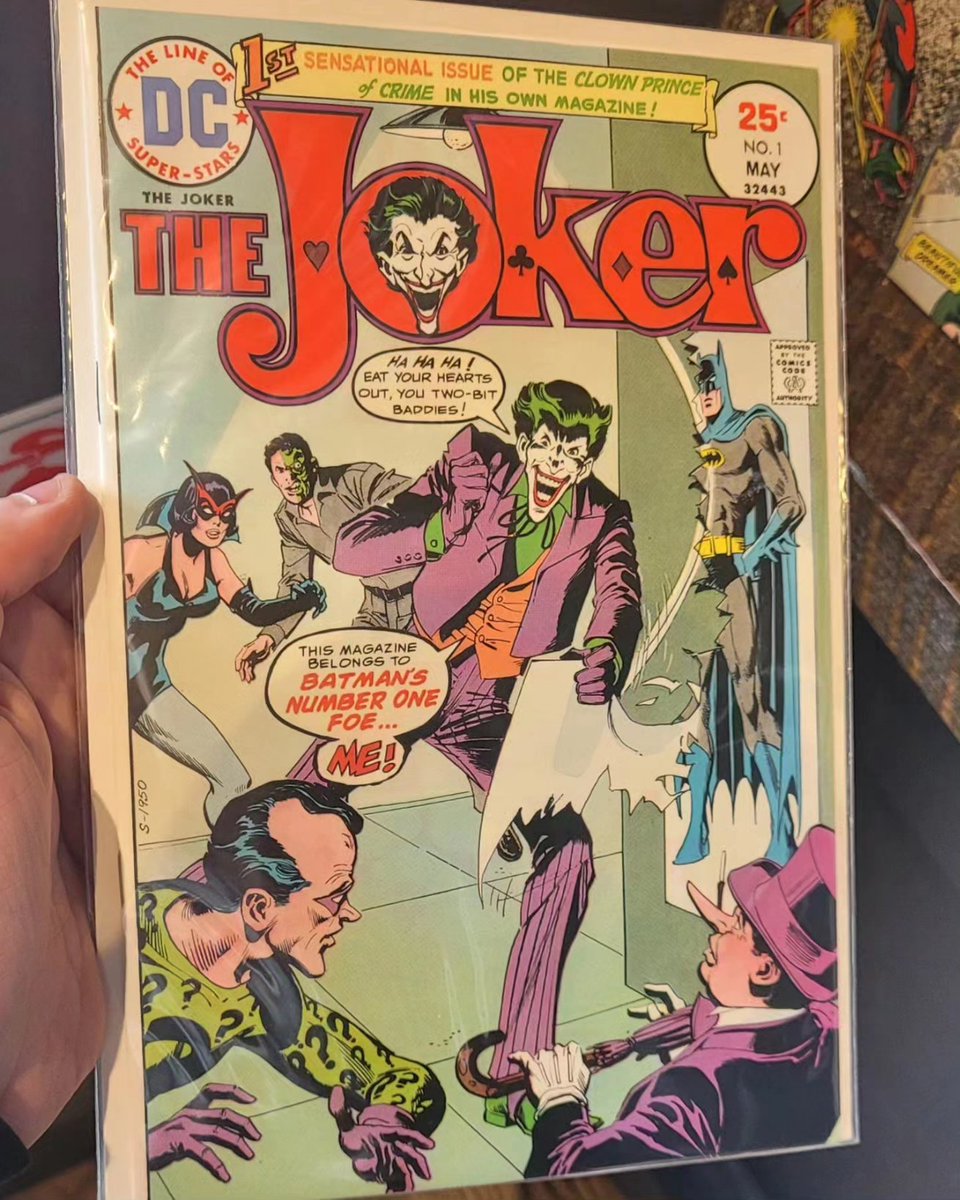 THE LINE OF
DC
SUPER-STARS
1ST SENSATIONAL ISSUE OF THE CLOWN PRINCE
of CRIME IN HIS OWN MAGAZINE!
25¢
NO. 1
MAY
32443
THE JOKER
THE JOKER
APPROVED
BY THE
COMICS
CODE
AUTHORITY
HA HA HA!
EAT YOUR HEARTS
OUT, YOU TWO-BIT
BADDIES!
THIS MAGAZINE
BELONGS TO
BATMAN'S
NUMBER ONE
FOE...
ME!
S-1950
? ? ? ? ? ? ?
BEAUTIFUL
DREAMER